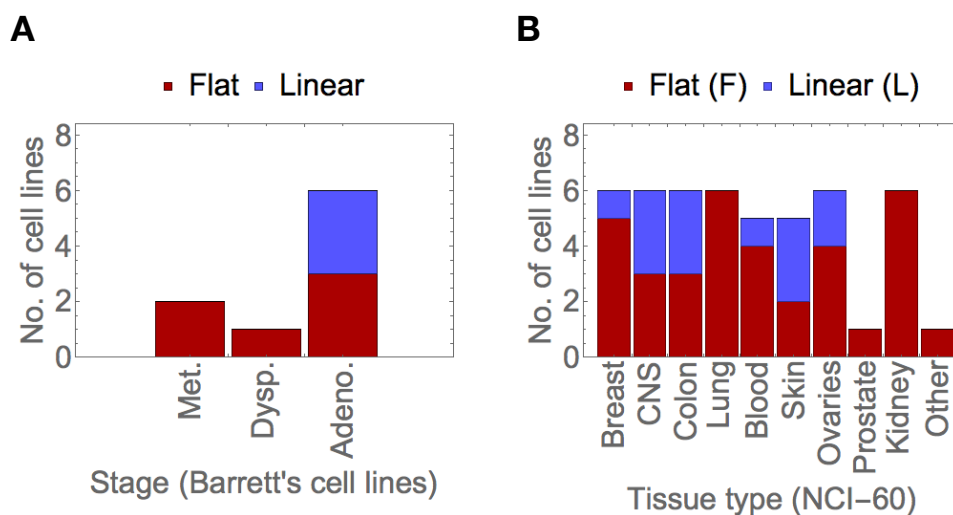 A
Flat Linear
No. of cell lines
8
6
4
2
0
Met.
Dysp.
Adeno.
Stage (Barrett's cell lines)
B
Flat (F) Linear (L)
No. of cell lines
8
6
4
2
0
Breast
CNS
Colon
Lung
Blood
Skin
Ovaries
Prostate
Kidney
Other
Tissue type (NCI−60)